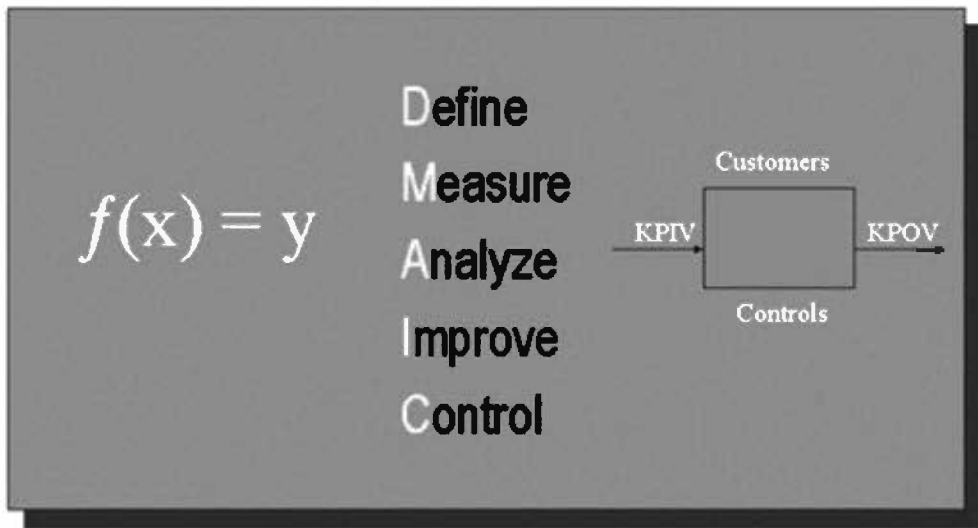 f(x) = y
Define
Measure
Analyze
Improve
Control
Customers
KPIV
KPOV
Controls